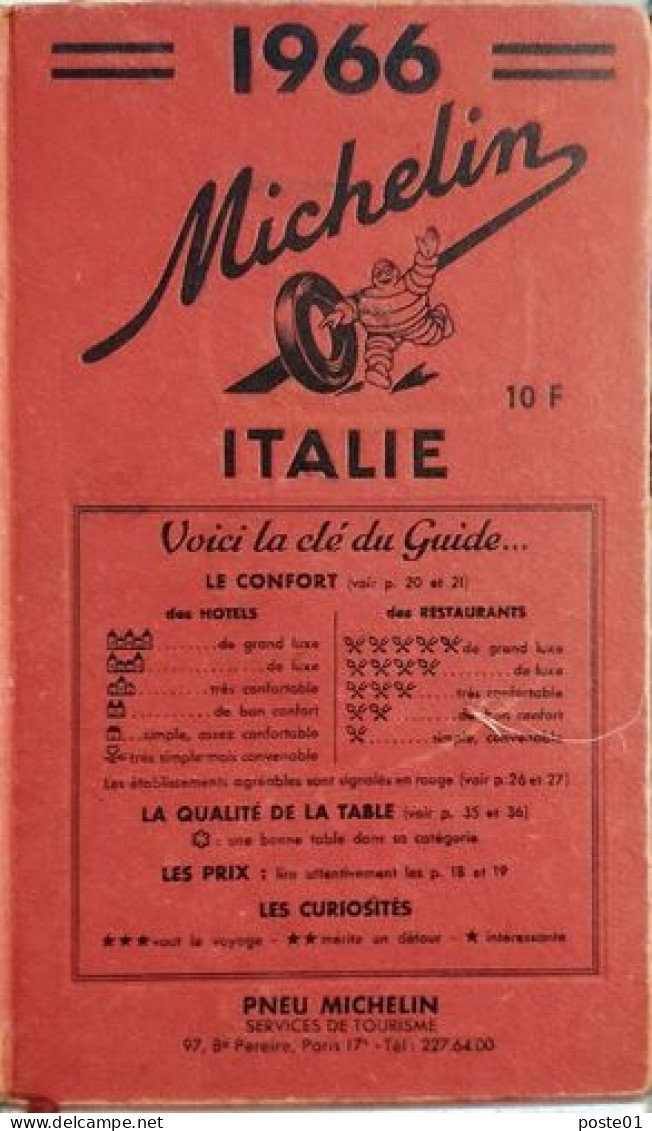 1966
Michelin
10 F
ITALIE
Voici la clé du Guide...
LE CONFORT (voir p. 20 et 21)
des HOTELS
........de grand luxe
...............de luxe
.......très confortable
........de bon confort
...simple, assez confortable
très simple mais convenable
des RESTAURANTS
de grand luxe
.........de luxe
.....très confortable
........de bon confort
.........simple, convenable
Les établissements agréables sont signalés en rouge (voir p. 26 et 27)
LA QUALITÉ DE LA TABLE (voir p. 35 et 36)
: une bonne table dans sa catégorie
LES PRIX : lire attentivement les p. 18 et 19
LES CURIOSITÉS
★★★vaut le voyage - ★★mérite un détour - ★ intéressante
PNEU MICHELIN
SERVICES DE TOURISME
97, Bd Pereire, Paris 17e - Tél : 227.64.00
delcampe.net
poste01